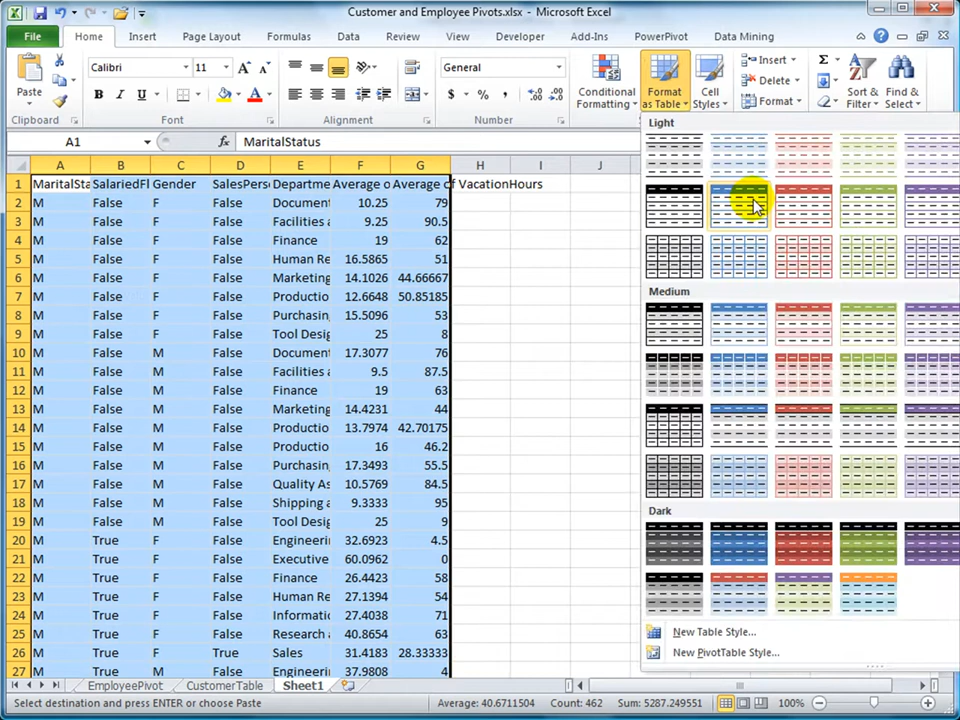 Customer and Employee Pivots.xlsx - Microsoft Excel
File Home Insert Page Layout Formulas Data Review View Developer Add-Ins PowerPivot Data Mining
Paste
Calibri 11
B I U A
General
$ % ,
Conditional Formatting
Format as Table
Cell Styles
Insert
Delete
Format
Σ
Sort & Filter
Find & Select
Clipboard Font Alignment Number
A1 fx MaritalStatus
Light
A B C D E F G H I J K
1 MaritalSta SalariedFl Gender SalesPers Departme Average o Average of VacationHours
2 M False F False Document 10.25 79
3 M False F False Facilities a 9.25 90.5
4 M False F False Finance 19 62
5 M False F False Human Re 16.5865 51
6 M False F False Marketing 14.1026 44.66667
7 M False F False Productio 12.6648 50.85185
8 M False F False Purchasing 15.5096 53
9 M False F False Tool Desig 25 8
10 M False M False Document 17.3077 76
11 M False M False Facilities a 9.5 87.5
12 M False M False Finance 19 63
13 M False M False Marketing 14.4231 44
14 M False M False Productio 13.7974 42.70175
15 M False M False Productio 16 46.2
16 M False M False Purchasing 17.3493 55.5
17 M False M False Quality As 10.5769 84.5
18 M False M False Shipping a 9.3333 95
19 M False M False Tool Desig 25 9
20 M True F False Engineerin 32.6923 4.5
21 M True F False Executive 60.0962 0
22 M True F False Finance 26.4423 58
23 M True F False Human Re 27.1394 54
24 M True F False Informatio 27.4038 71
25 M True F False Research a 40.8654 63
26 M True F True Sales 31.4183 28.33333
27 M True M False Engineerin 37.9808 4
Medium
Dark
New Table Style...
New PivotTable Style...
EmployeePivot CustomerTable Sheet1
Select destination and press ENTER or choose Paste Average: 40.6711504 Count: 462 Sum: 5287.249551 100%